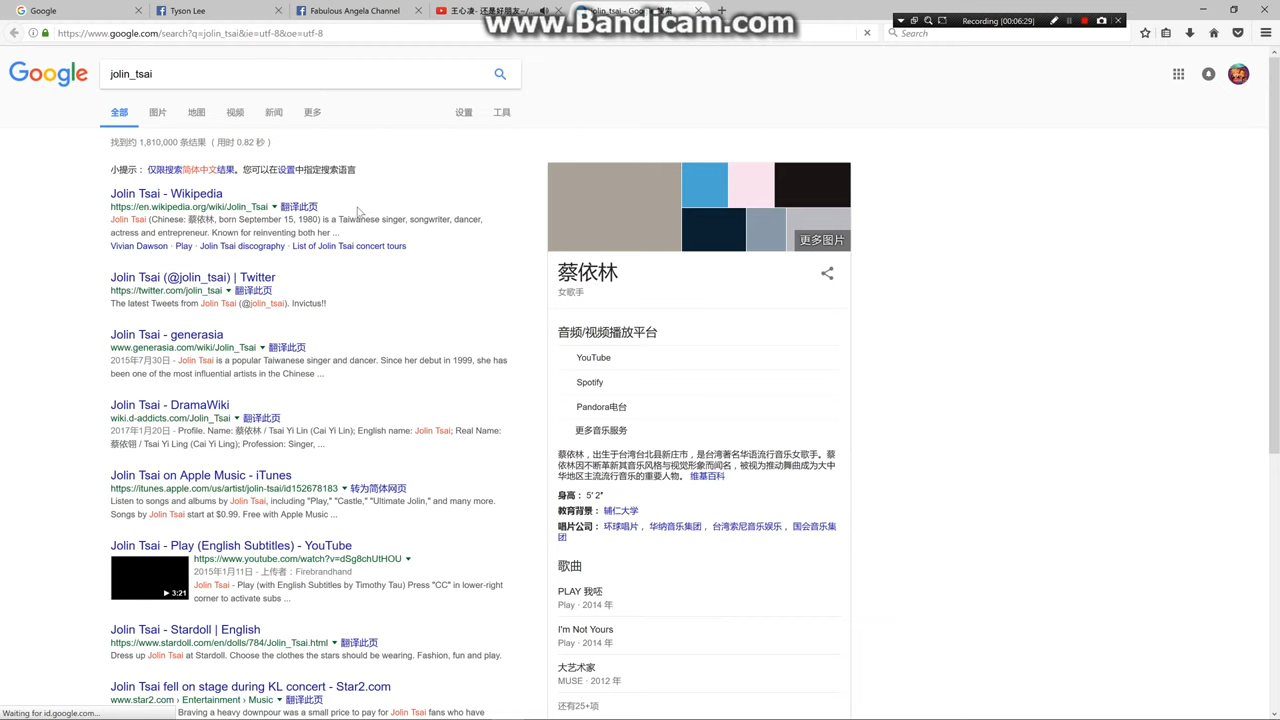 Google
Tyson Lee
Fabulous Angela Channel
王心凌- 还是好朋友-/
jolin_tsai - Google 搜索
www.Bandicam.com
Recording [00:06:29]
https://www.google.com/search?q=jolin_tsai&ie=utf-8&oe=utf-8
Search
Google
jolin_tsai
全部
图片
地图
视频
新闻
更多
设置
工具
找到约 1,810,000 条结果 （用时 0.82 秒）
小提示： 仅限搜索简体中文结果。您可以在设置中指定搜索语言
Jolin Tsai - Wikipedia
https://en.wikipedia.org/wiki/Jolin_Tsai 翻译此页
Jolin Tsai (Chinese: 蔡依林, born September 15, 1980) is a Taiwanese singer, songwriter, dancer,
actress and entrepreneur. Known for reinventing both her ...
Vivian Dawson · Play · Jolin Tsai discography · List of Jolin Tsai concert tours
Jolin Tsai (@jolin_tsai) | Twitter
https://twitter.com/jolin_tsai 翻译此页
The latest Tweets from Jolin Tsai (@jolin_tsai). Invictus!!
Jolin Tsai - generasia
www.generasia.com/wiki/Jolin_Tsai 翻译此页
2015年7月30日 - Jolin Tsai is a popular Taiwanese singer and dancer. Since her debut in 1999, she has
been one of the most influential artists in the Chinese ...
Jolin Tsai - DramaWiki
wiki.d-addicts.com/Jolin_Tsai 翻译此页
2017年1月20日 - Profile. Name: 蔡依林 / Tsai Yi Lin (Cai Yi Lin); English name: Jolin Tsai; Real Name:
蔡依翎 / Tsai Yi Ling (Cai Yi Ling); Profession: Singer, ...
Jolin Tsai on Apple Music - iTunes
https://itunes.apple.com/us/artist/jolin-tsai/id152678183 转为简体网页
Listen to songs and albums by Jolin Tsai, including "Play," "Castle," "Ultimate Jolin," and many more.
Songs by Jolin Tsai start at $0.99. Free with Apple Music ...
Jolin Tsai - Play (English Subtitles) - YouTube
https://www.youtube.com/watch?v=dSg8chUtHOU
2015年1月11日 - 上传者：Firebrandhand
Jolin Tsai - Play (with English Subtitles by Timothy Tau) Press "CC" in lower-right
corner to activate subs ...
3:21
Jolin Tsai - Stardoll | English
https://www.stardoll.com/en/dolls/784/Jolin_Tsai.html 翻译此页
Dress up Jolin Tsai at Stardoll. Choose the clothes the stars should be wearing. Fashion, fun and play.
Jolin Tsai fell on stage during KL concert - Star2.com
www.star2.com › Entertainment › Music 翻译此页
Braving a heavy downpour was a small price to pay for Jolin Tsai fans who have
Waiting for id.google.com...
更多图片
蔡依林
女歌手
音频/视频播放平台
YouTube
Spotify
Pandora电台
更多音乐服务
蔡依林，出生于台湾台北县新庄市，是台湾著名华语流行音乐女歌手。蔡
依林因不断革新其音乐风格与视觉形象而闻名，被视为推动舞曲成为大中
华地区主流流行音乐的重要人物。 维基百科
身高： 5′ 2″
教育背景： 辅仁大学
唱片公司： 环球唱片， 华纳音乐集团， 台湾索尼音乐娱乐， 国会音乐集
团
歌曲
PLAY 我呸
Play · 2014 年
I'm Not Yours
Play · 2014 年
大艺术家
MUSE · 2012 年
还有25+项